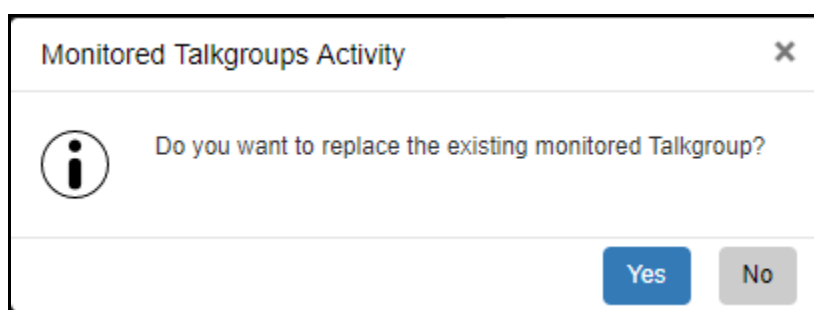 Monitored Talkgroups Activity ×
Do you want to replace the existing monitored Talkgroup?
Yes No